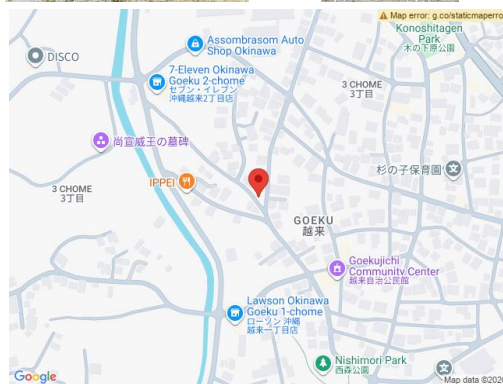 Map error: g.co/staticmaperro
Konoshitagen
Park
木の下原公園
Assombrasom Auto
Shop Okinawa
DISCO
7-Eleven Okinawa
Goeku 2-chome
セブン-イレブン
沖縄越来2丁目店
3 CHOME
3丁目
尚宣威王の墓碑
杉の子保育園
IPPEI
3 CHOME
3丁目
GOEKU
越来
Goekujichi
Community Center
越来自治公民館
Lawson Okinawa
Goeku 1-chome
ローソン 沖縄
越来一丁目店
Nishimori Park
西森公園
Google
Map data ©202